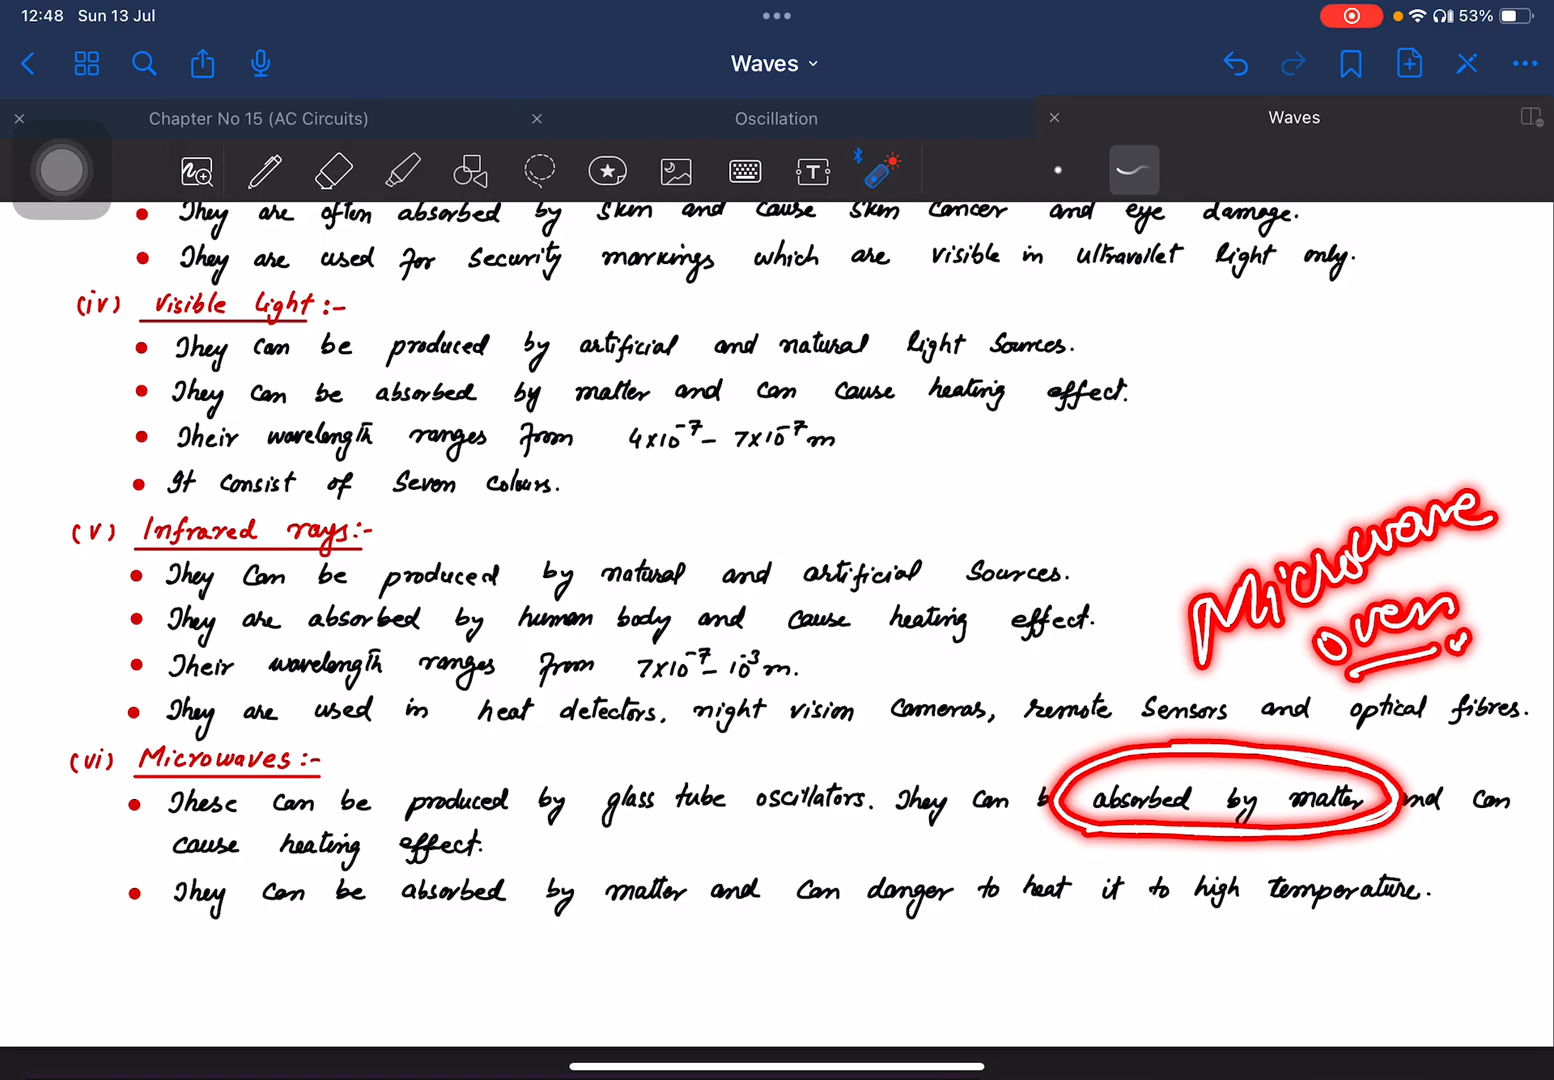 12:48 Sun 13 Jul
53%
Waves
Chapter No 15 (AC Circuits)
Oscillation
Waves
They are often absorbed by skin and cause skin cancer and eye damage.
They are used for security markings which are visible in ultraviolet light only.
(iv) Visible light :-
They can be produced by artificial and natural light sources.
They can be absorbed by matter and can cause heating effect.
Their wavelength ranges from 4×10⁻⁷ – 7×10⁻⁷ m
It consist of seven colours.
(v) Infrared rays:-
They can be produced by natural and artificial sources.
They are absorbed by human body and cause heating effect.
Their wavelength ranges from 7×10⁻⁷ – 10⁻³ m.
They are used in heat detectors, night vision cameras, remote sensors and optical fibres.
Microwave
oven
(vi) Microwaves :-
These can be produced by glass tube oscillators. They can b absorbed by matter and can
cause heating effect.
They can be absorbed by matter and can danger to heat it to high temperature.